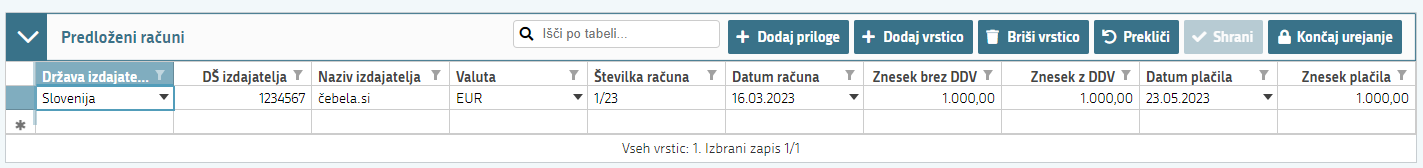 Predloženi računi
Išči po tabeli...
+ Dodaj priloge
+ Dodaj vrstico
Briši vrstico
Prekliči
Shrani
Končaj urejanje
Država izdajate... DŠ izdajatelja Naziv izdajatelja Valuta Številka računa Datum računa Znesek brez DDV Znesek z DDV Datum plačila Znesek plačila
Slovenija 1234567 čebela.si EUR 1/23 16.03.2023 1.000,00 1.000,00 23.05.2023 1.000,00
*
Vseh vrstic: 1. Izbrani zapis 1/1